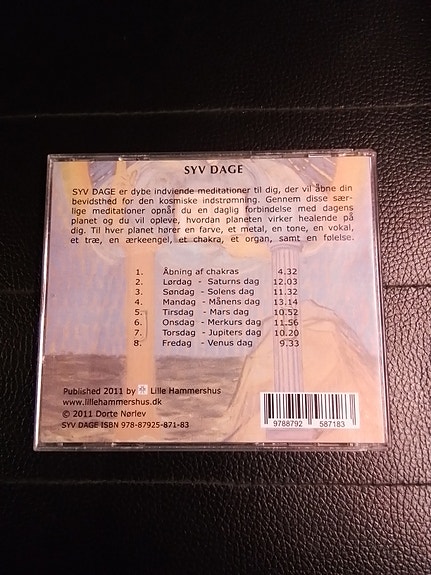 SYV DAGE
SYV DAGE er dybe indviende meditationer til dig, der vil åbne din
bevidsthed for den kosmiske indstrømning. Gennem disse sær-
lige meditationer opnår du en daglig forbindelse med dagens
planet og du vil opleve, hvordan planeten virker healende på
dig. Til hver planet hører en farve, et metal, en tone, en vokal,
et træ, en ærkeengel, et chakra, et organ, samt en følelse.
1. Åbning af chakras 4.32
2. Lørdag - Saturns dag 12.03
3. Søndag - Solens dag 11.32
4. Mandag - Månens dag 13.14
5. Tirsdag - Mars dag 10.52
6. Onsdag - Merkurs dag 11.56
7. Torsdag - Jupiters dag 10.20
8. Fredag - Venus dag 9.33
Published 2011 by Lille Hammershus
www.lillehammershus.dk
© 2011 Dorte Nørlev
SYV DAGE ISBN 978-87925-871-83
9788792 587183